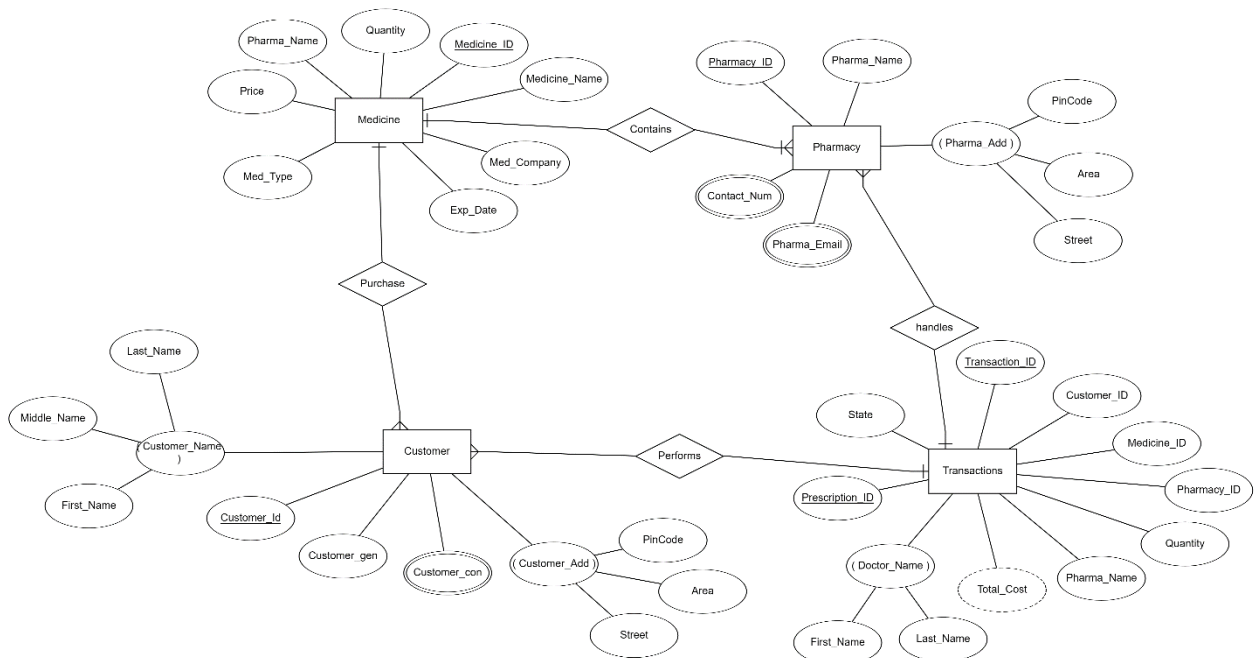 Quantity
Pharma_Name
Medicine_ID
Medicine_Name
Price
Medicine
Med_Company
Med_Type
Exp_Date
Contains
Pharmacy_ID
Pharma_Name
PinCode
Pharmacy
( Pharma_Add )
Area
Contact_Num
Pharma_Email
Street
Purchase
handles
Last_Name
Middle_Name
( Customer_Name
)
First_Name
Customer
Customer_Id
Customer_gen
Customer_con
( Customer_Add )
PinCode
Area
Street
Performs
Transaction_ID
State
Customer_ID
Medicine_ID
Transactions
Prescription_ID
Pharmacy_ID
Quantity
( Doctor_Name )
Total_Cost
Pharma_Name
First_Name
Last_Name